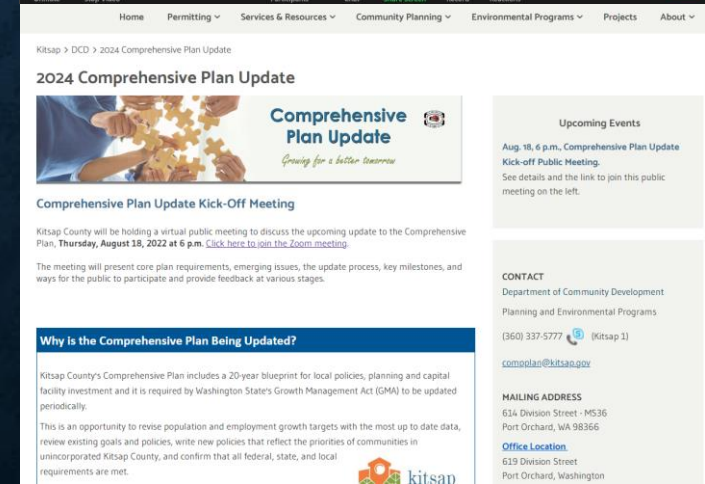 Home Permitting Services & Resources Community Planning Environmental Programs Projects About
Kitsap > DCD > 2024 Comprehensive Plan Update
2024 Comprehensive Plan Update
Comprehensive
Plan Update
Growing for a better tomorrow
Comprehensive Plan Update Kick-Off Meeting
Kitsap County will be holding a virtual public meeting to discuss the upcoming update to the Comprehensive
Plan, Thursday, August 18, 2022 at 6 p.m. Click here to join the Zoom meeting.
The meeting will present core plan requirements, emerging issues, the update process, key milestones, and
ways for the public to participate and provide feedback at various stages.
Why is the Comprehensive Plan Being Updated?
Kitsap County's Comprehensive Plan includes a 20-year blueprint for local policies, planning and capital
facility investment and it is required by Washington State's Growth Management Act (GMA) to be updated
periodically.
This is an opportunity to revise population and employment growth targets with the most up to date data,
review existing goals and policies, write new policies that reflect the priorities of communities in
unincorporated Kitsap County, and confirm that all federal, state, and local
requirements are met.
kitsap
Upcoming Events
Aug. 18, 6 p.m., Comprehensive Plan Update
Kick-off Public Meeting.
See details and the link to join this public
meeting on the left.
CONTACT
Department of Community Development
Planning and Environmental Programs
(360) 337-5777 (Kitsap 1)
compplan@kitsap.gov
MAILING ADDRESS
614 Division Street - MS36
Port Orchard, WA 98366
Office Location
619 Division Street
Port Orchard, Washington